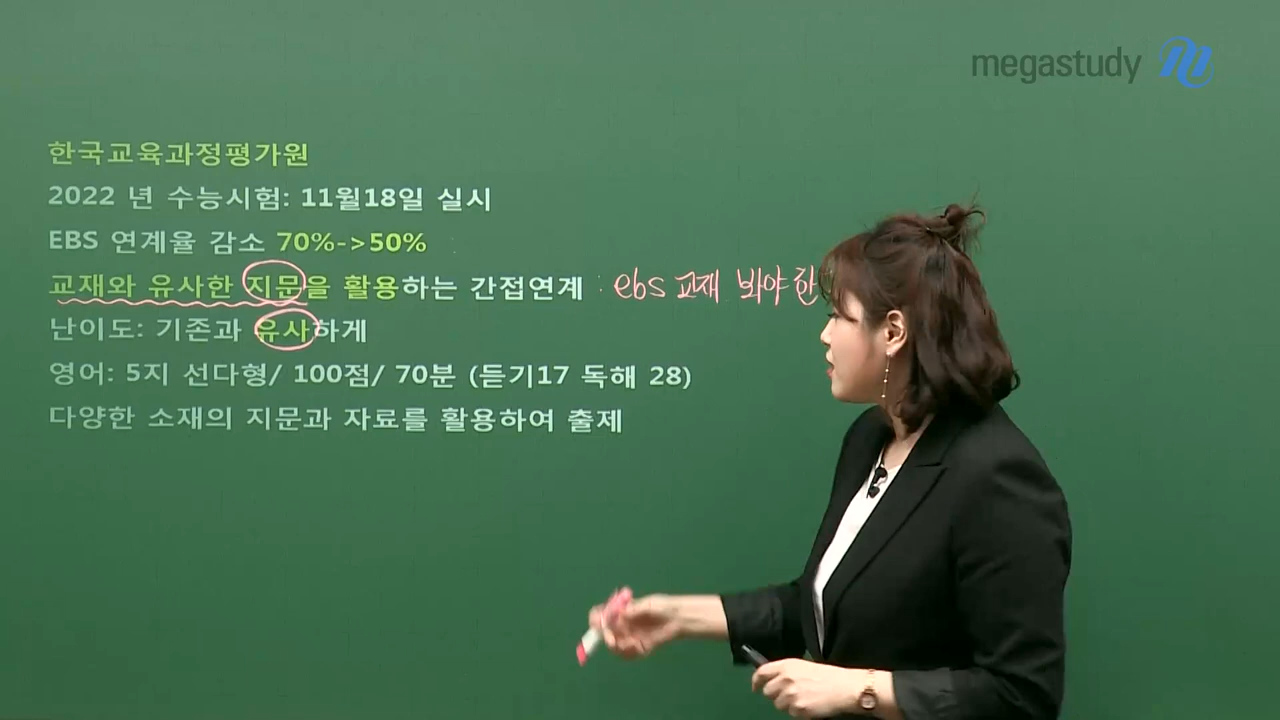 megastudy
한국교육과정평가원
2022 년 수능시험: 11월18일 실시
EBS 연계율 감소 70%->50%
교재와 유사한 지문을 활용하는 간접연계 : ebs 교재 봐야 한
난이도: 기존과 유사하게
영어: 5지 선다형/ 100점/ 70분 (듣기17 독해 28)
다양한 소재의 지문과 자료를 활용하여 출제